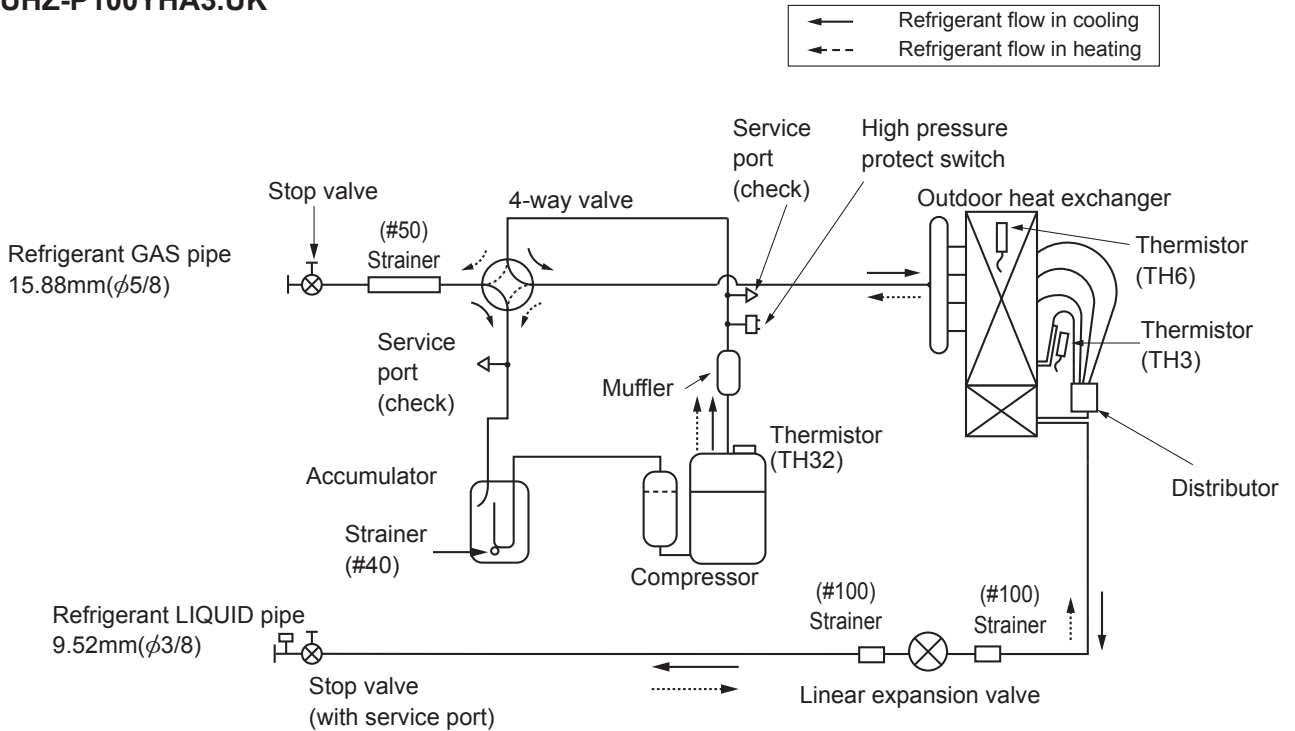 UHZ-P100YHA3.UK
Refrigerant flow in cooling
Refrigerant flow in heating
Service
port
(check)
High pressure
protect switch
Stop valve
4-way valve
Outdoor heat exchanger
(#50)
Strainer
Refrigerant GAS pipe
15.88mm(ϕ5/8)
Thermistor
(TH6)
Thermistor
(TH3)
Service
port
(check)
Muffler
Thermistor
(TH32)
Accumulator
Distributor
Strainer
(#40)
Compressor
(#100)
Strainer
(#100)
Strainer
Refrigerant LIQUID pipe
9.52mm(ϕ3/8)
Stop valve
(with service port)
Linear expansion valve